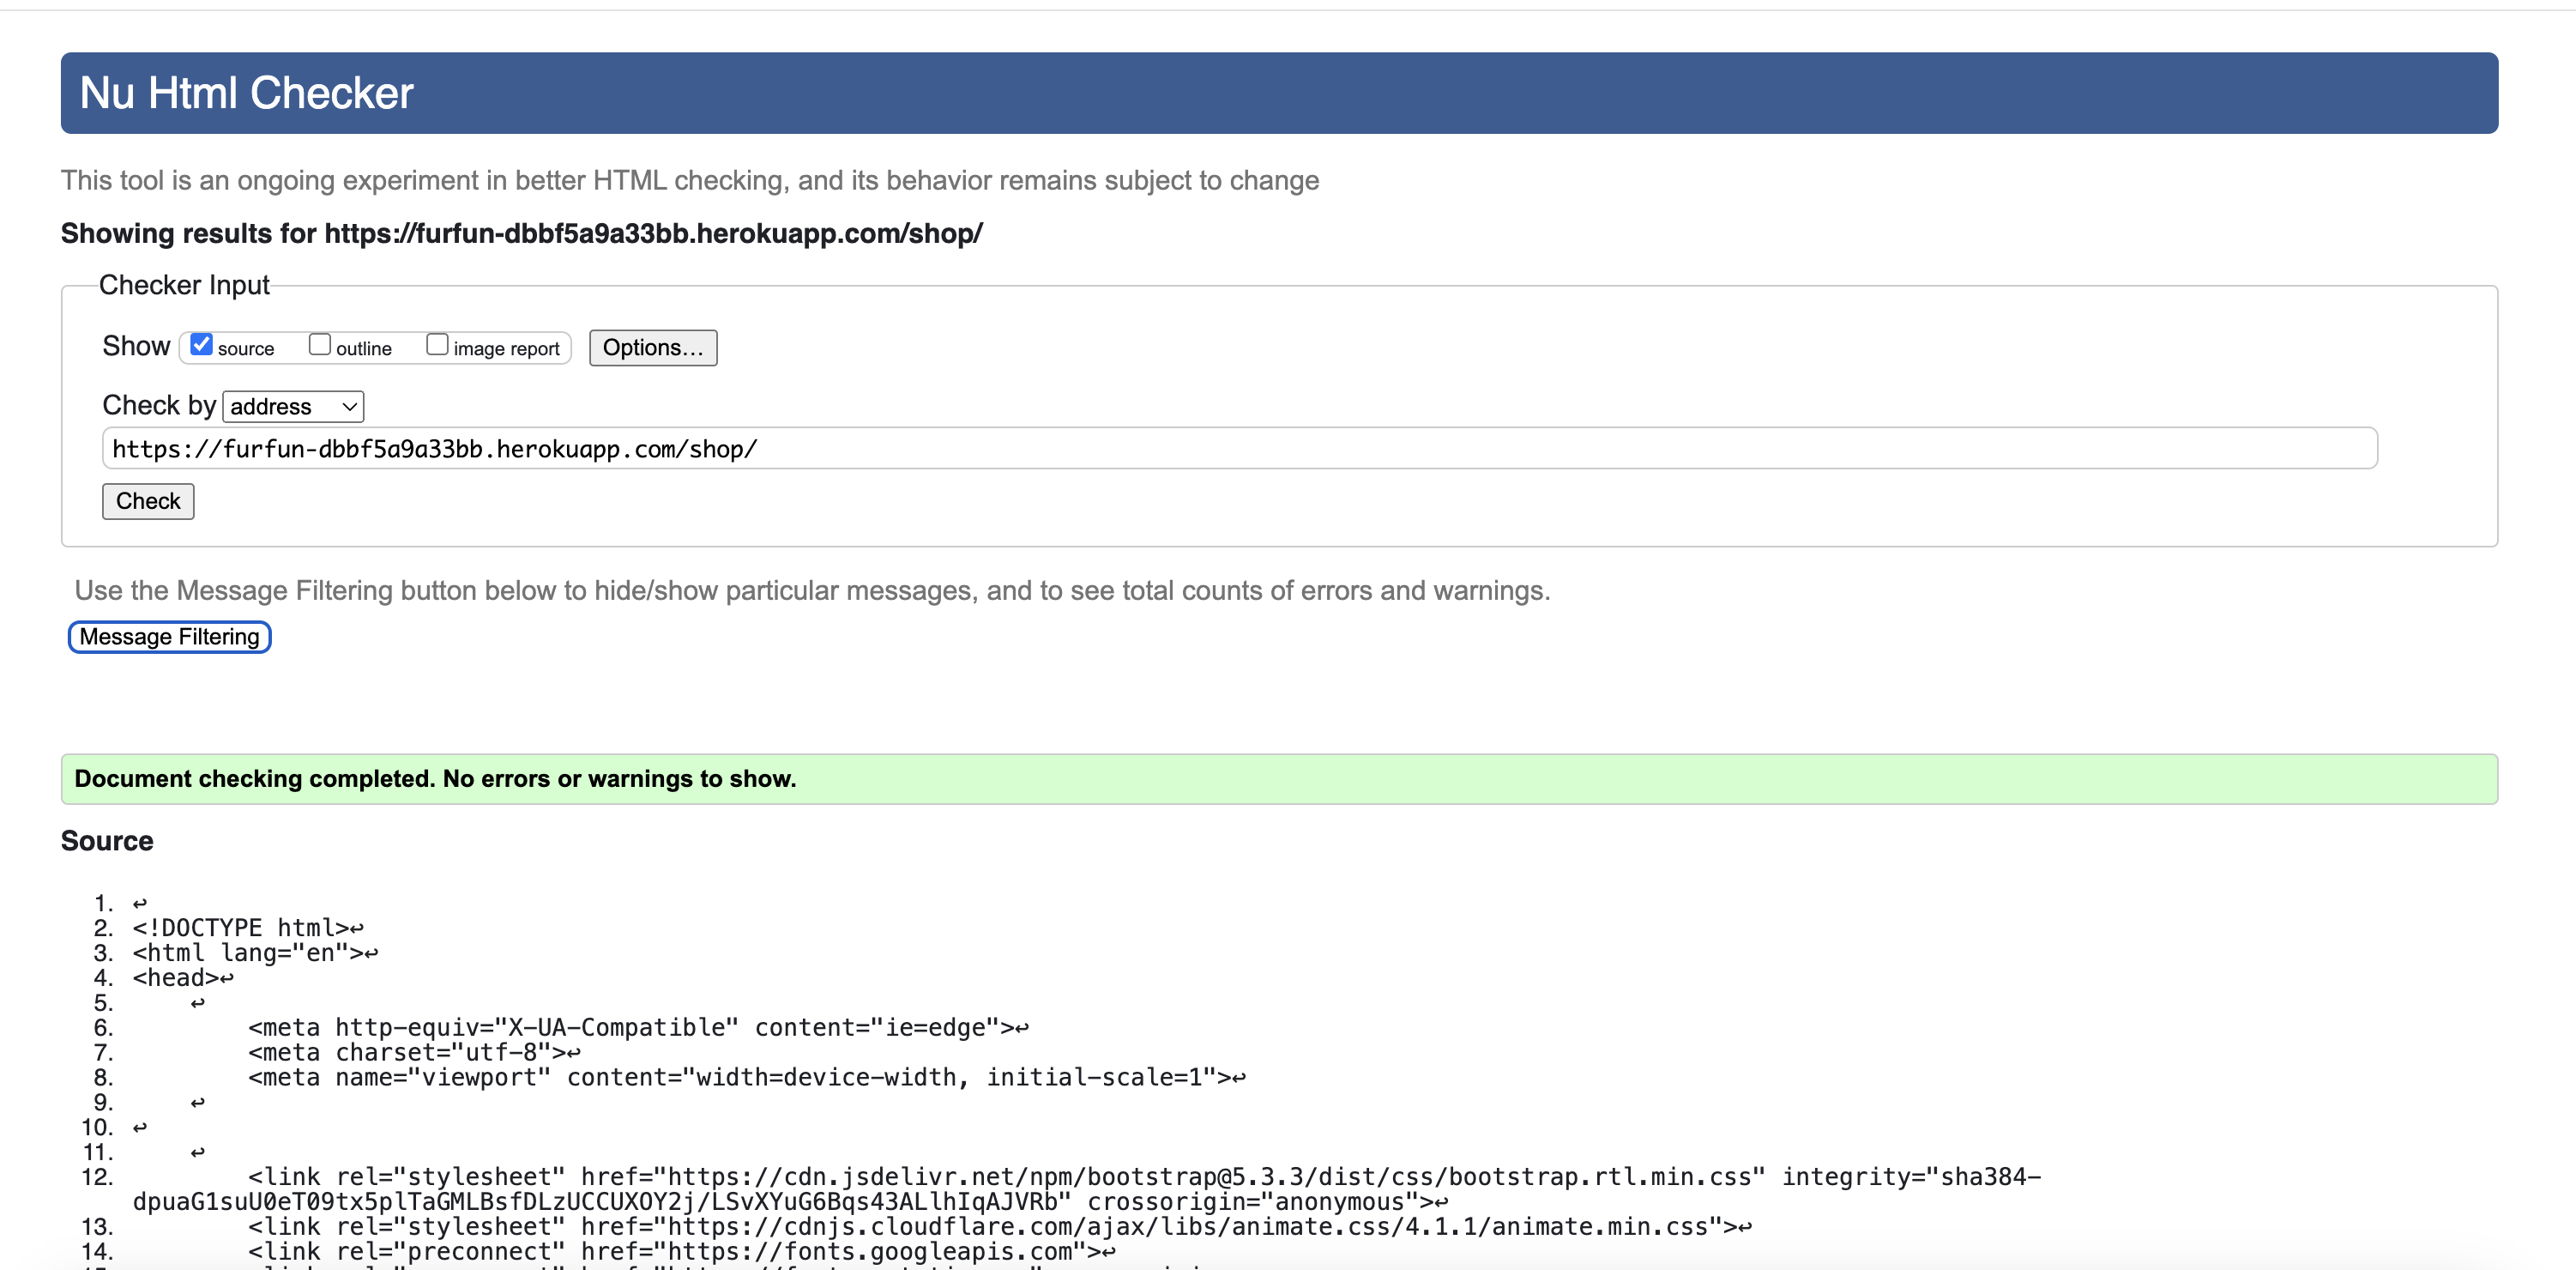 Nu Html Checker
This tool is an ongoing experiment in better HTML checking, and its behavior remains subject to change
Showing results for https://furfun-dbbf5a9a33bb.herokuapp.com/shop/
Checker Input
Show source outline image report Options...
Check by address
https://furfun-dbbf5a9a33bb.herokuapp.com/shop/
Check
Use the Message Filtering button below to hide/show particular messages, and to see total counts of errors and warnings.
Message Filtering
Document checking completed. No errors or warnings to show.
Source
1. ↩
2. <!DOCTYPE html>↩
3. <html lang="en">↩
4. <head>↩
5. ↩
6. <meta http-equiv="X-UA-Compatible" content="ie=edge">↩
7. <meta charset="utf-8">↩
8. <meta name="viewport" content="width=device-width, initial-scale=1">↩
9. ↩
10. ↩
11. ↩
12. <link rel="stylesheet" href="https://cdn.jsdelivr.net/npm/bootstrap@5.3.3/dist/css/bootstrap.rtl.min.css" integrity="sha384-
dpuaG1suU0eT09tx5plTaGMLBsfDLzUCCUXOY2j/LSvXYuG6Bqs43ALlhIqAJVRb" crossorigin="anonymous">↩
13. <link rel="stylesheet" href="https://cdnjs.cloudflare.com/ajax/libs/animate.css/4.1.1/animate.min.css">↩
14. <link rel="preconnect" href="https://fonts.googleapis.com">↩